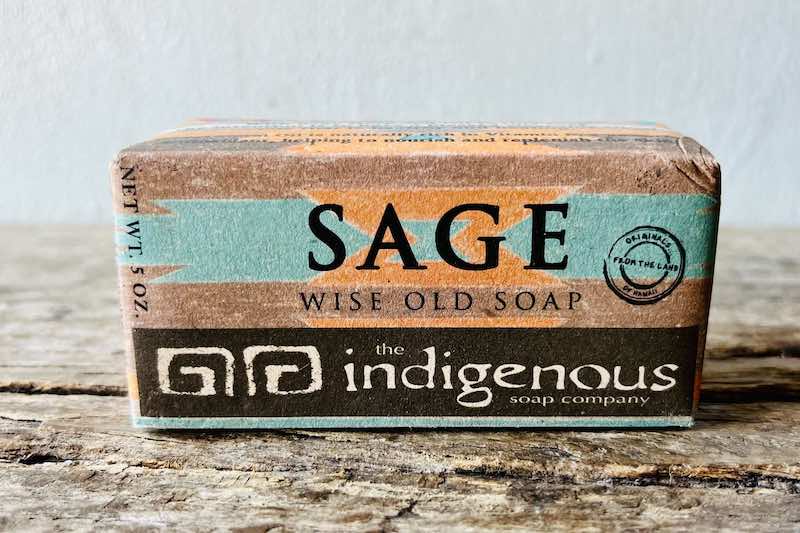 SAGE
WISE OLD SOAP
NET WT. 5 OZ.
ORIGINALS
FROM THE LAND
OF HAWAII
the
indigenous
soap company